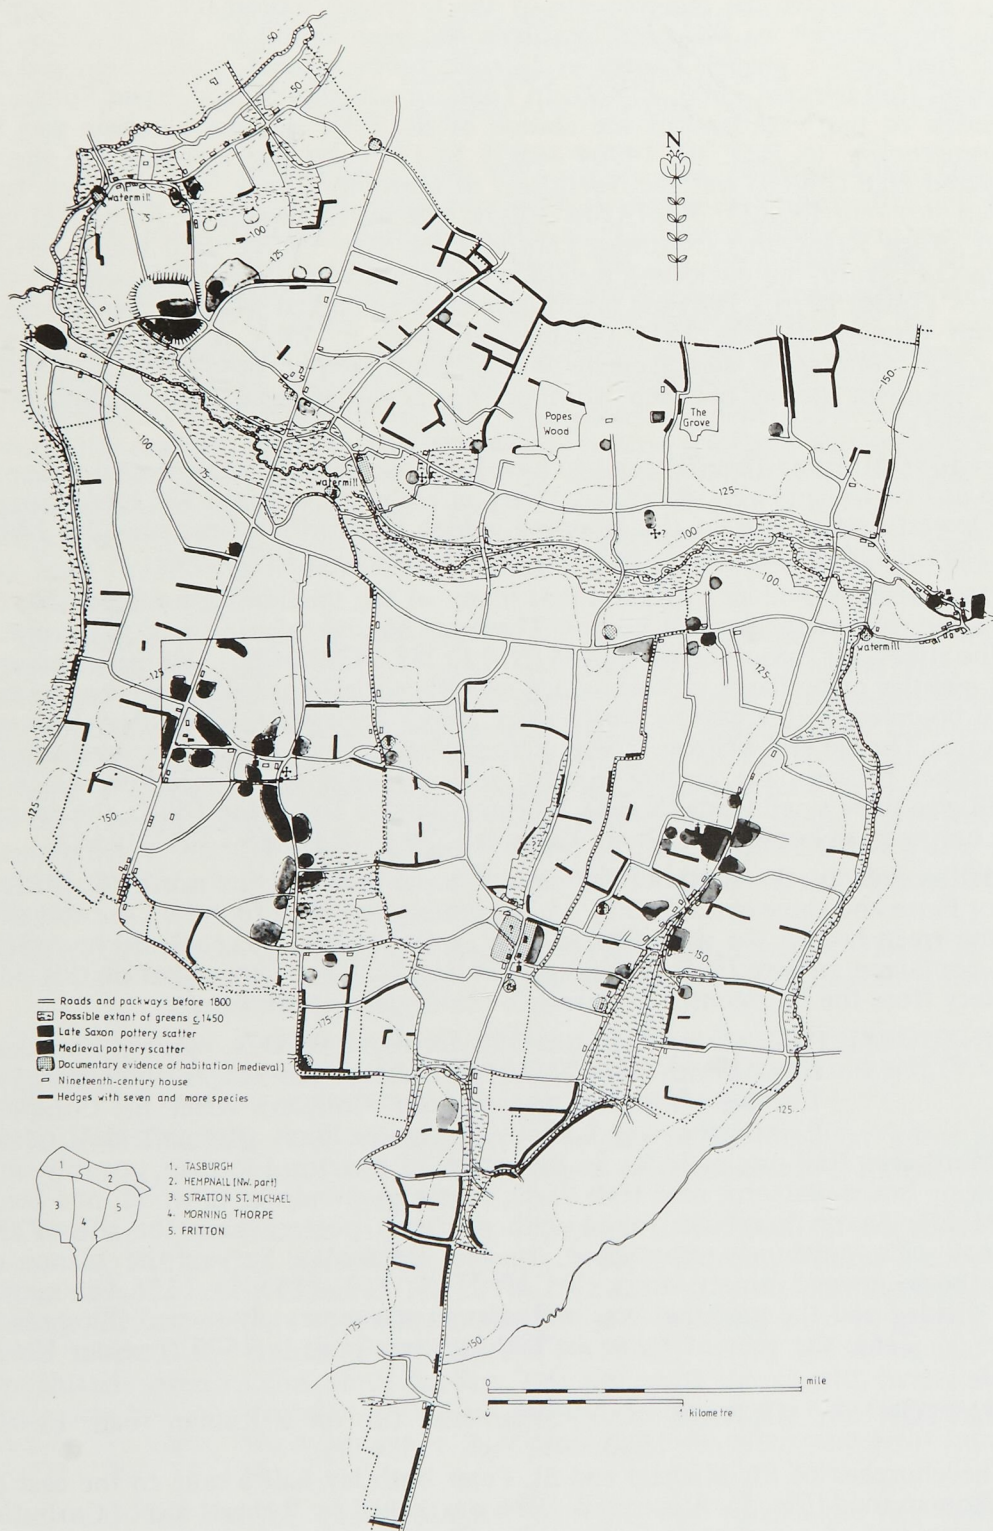 50
50
N
watermill
100
125
150
Popes
Wood
The
Grove
100
75
watermill
125
?
100
100
watermill
125
125
?
125
150
?
?
150
175
125
175
150
0 1 mile
0 1 kilometre
Roads and packways before 1800
Possible extant of greens c.1450
Late Saxon pottery scatter
Medieval pottery scatter
Documentary evidence of habitation (medieval)
Nineteenth-century house
Hedges with seven and more species
1 2 3 4 5
1. TASBURGH
2. HEMPNALL (NW. part)
3. STRATTON ST. MICHAEL
4. MORNING THORPE
5. FRITTON